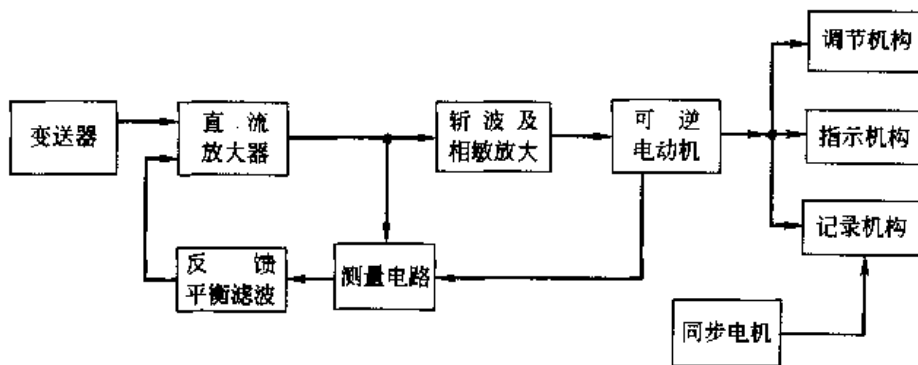 变送器
直流
放大器
斩波及
相敏放大
可逆
电动机
调节机构
指示机构
记录机构
反馈
平衡滤波
测量电路
同步电机